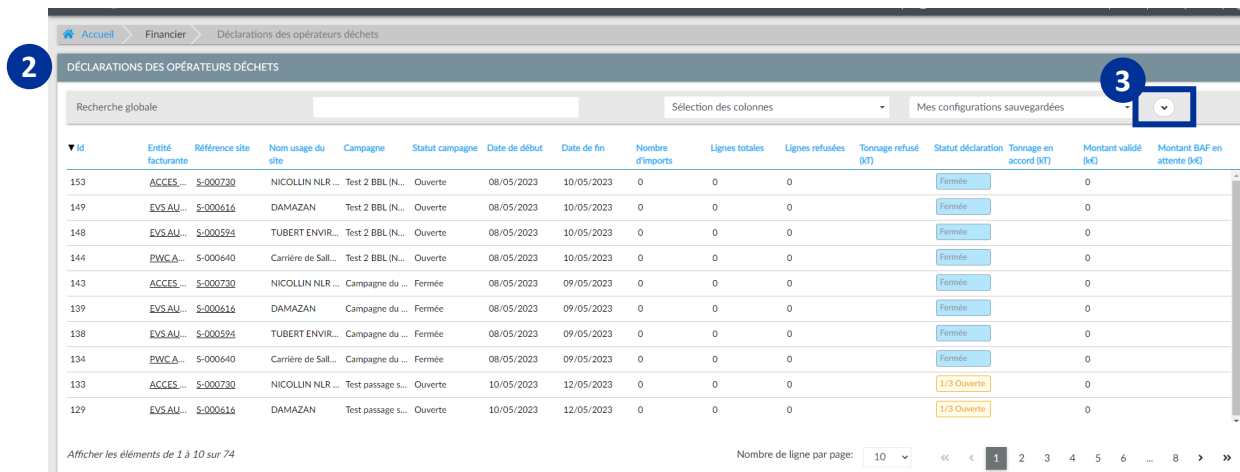 Accueil Financier Déclarations des opérateurs déchets
2
DÉCLARATIONS DES OPÉRATEURS DÉCHETS
3
Recherche globale Sélection des colonnes Mes configurations sauvegardées
Id Entité facturante Référence site Nom usage du site Campagne Statut campagne Date de début Date de fin Nombre d'imports Lignes totales Lignes refusées Tonnage refusé (kT) Statut déclaration Tonnage en accord (kT) Montant validé (k€) Montant BAF en attente (k€)
153 ACCES ... S-000730 NICOLLIN NLR ... Test 2 BBL (N... Ouverte 08/05/2023 10/05/2023 0 0 0 Fermée 0
149 EVS AU... S-000616 DAMAZAN Test 2 BBL (N... Ouverte 08/05/2023 10/05/2023 0 0 0 Fermée 0
148 EVS AU... S-000594 TUBERT ENVIR... Test 2 BBL (N... Ouverte 08/05/2023 10/05/2023 0 0 0 Fermée 0
144 PWC A... S-000640 Carrière de Sall... Test 2 BBL (N... Ouverte 08/05/2023 10/05/2023 0 0 0 Fermée 0
143 ACCES ... S-000730 NICOLLIN NLR ... Campagne du ... Fermée 08/05/2023 09/05/2023 0 0 0 Fermée 0
139 EVS AU... S-000616 DAMAZAN Campagne du ... Fermée 08/05/2023 09/05/2023 0 0 0 Fermée 0
138 EVS AU... S-000594 TUBERT ENVIR... Campagne du ... Fermée 08/05/2023 09/05/2023 0 0 0 Fermée 0
134 PWC A... S-000640 Carrière de Sall... Campagne du ... Fermée 08/05/2023 09/05/2023 0 0 0 Fermée 0
133 ACCES ... S-000730 NICOLLIN NLR ... Test passage s... Ouverte 10/05/2023 12/05/2023 0 0 0 1/3 Ouverte 0
129 EVS AU... S-000616 DAMAZAN Test passage s... Ouverte 10/05/2023 12/05/2023 0 0 0 1/3 Ouverte 0
Afficher les éléments de 1 à 10 sur 74 Nombre de ligne par page: 10 « ‹ 1 2 3 4 5 6 ... 8 › »